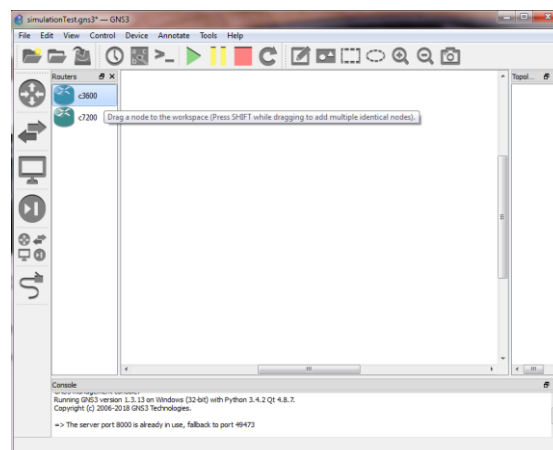 simulationTest.gns3* — GNS3
File Edit View Control Device Annotate Tools Help
Routers
Topol...
c3600
c7200
Drag a node to the workspace (Press SHIFT while dragging to add multiple identical nodes).
Console
GNS3 management console.
Running GNS3 version 1.3.13 on Windows (32-bit) with Python 3.4.2 Qt 4.8.7.
Copyright (c) 2006-2018 GNS3 Technologies.
=> The server port 8000 is already in use, fallback to port 49473